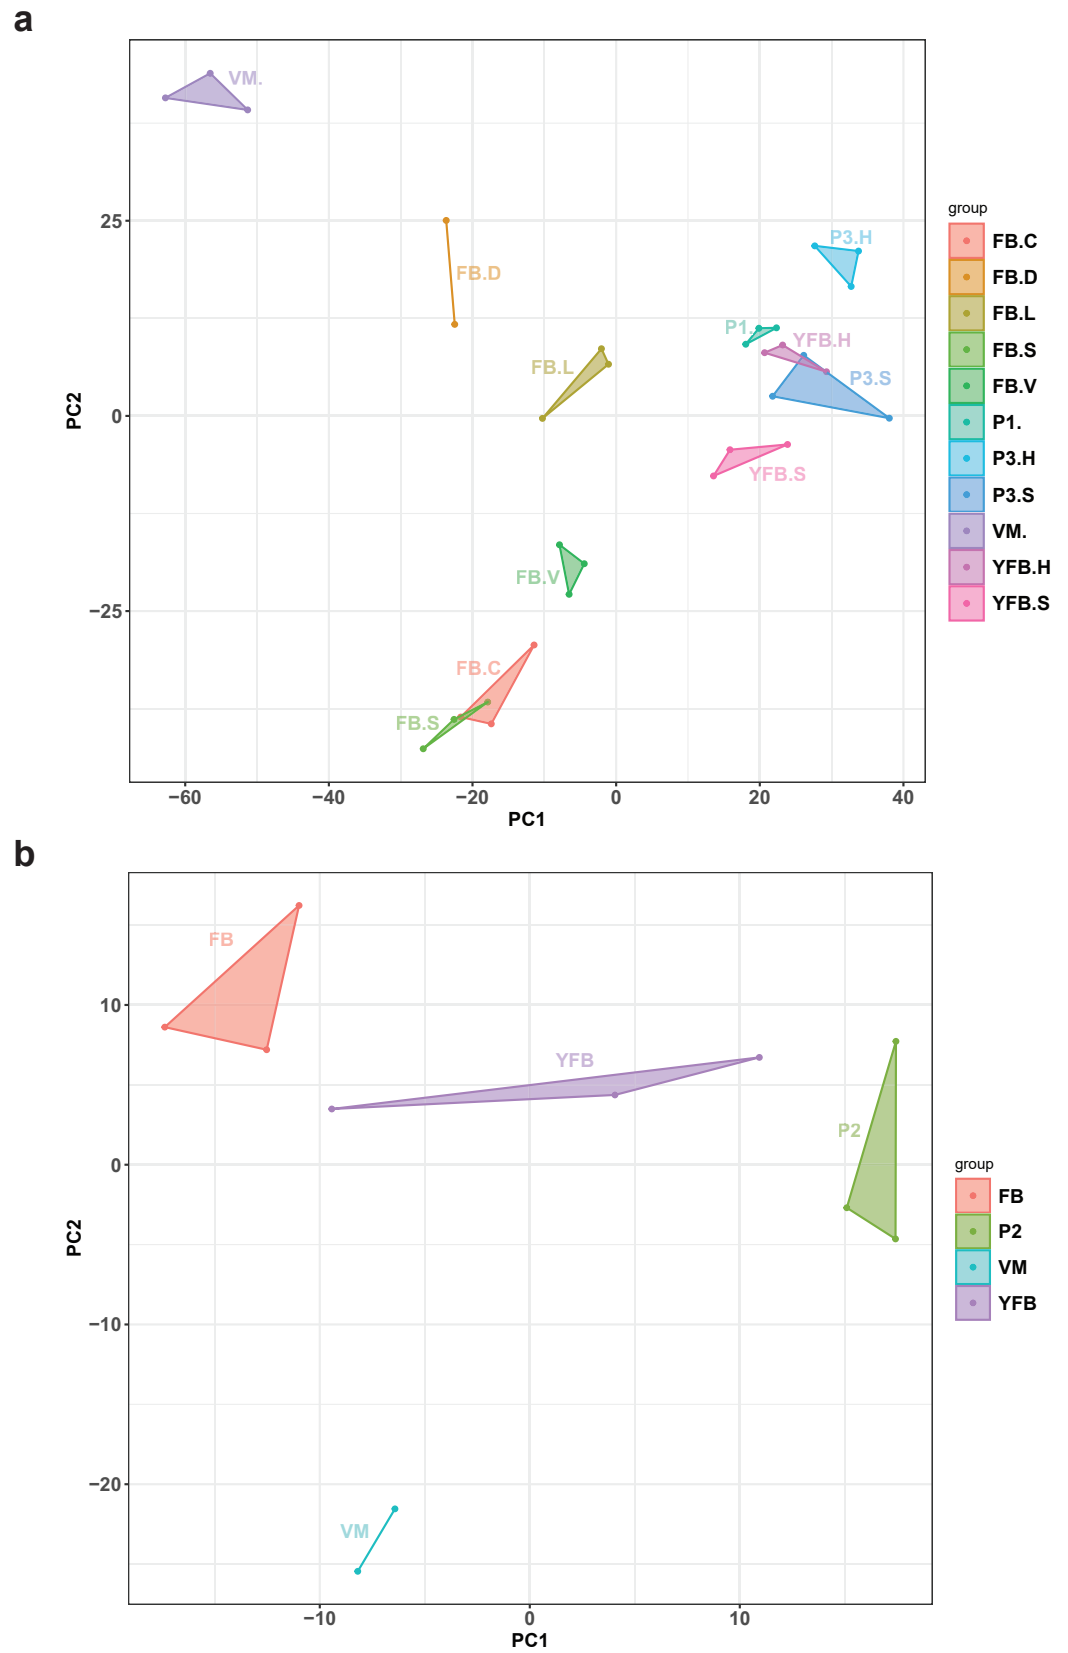 a
VM.
FB.D
FB.L
P3.H
P1.
YFB.H
P3.S
YFB.S
FB.V
FB.C
FB.S
25
0
−25
PC2
−60
−40
−20
0
20
40
PC1
group
FB.C
FB.D
FB.L
FB.S
FB.V
P1.
P3.H
P3.S
VM.
YFB.H
YFB.S
b
FB
YFB
P2
VM
10
0
−10
−20
PC2
−10
0
10
PC1
group
FB
P2
VM
YFB